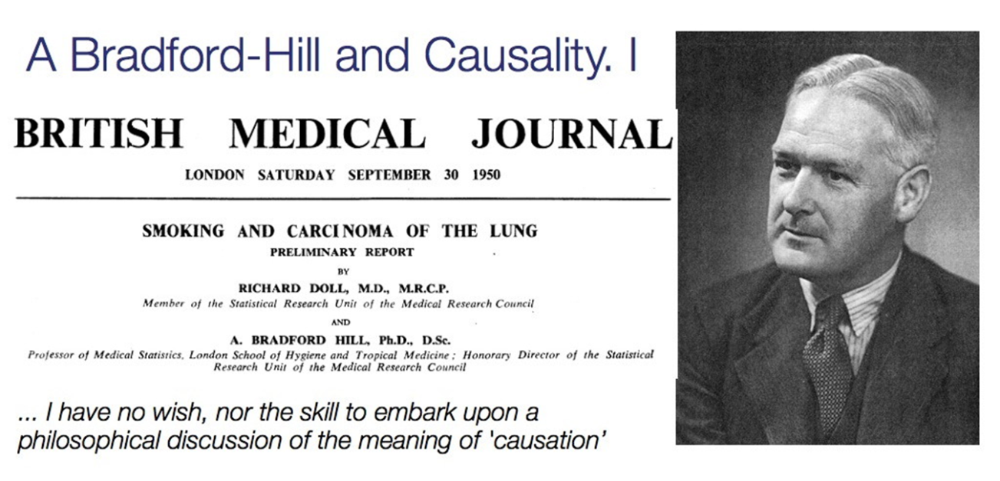 A Bradford-Hill and Causality. I
BRITISH MEDICAL JOURNAL
LONDON SATURDAY SEPTEMBER 30 1950
SMOKING AND CARCINOMA OF THE LUNG
PRELIMINARY REPORT
BY
RICHARD DOLL, M.D., M.R.C.P.
Member of the Statistical Research Unit of the Medical Research Council
AND
A. BRADFORD HILL, Ph.D., D.Sc.
Professor of Medical Statistics, London School of Hygiene and Tropical Medicine; Honorary Director of the Statistical
Research Unit of the Medical Research Council
... I have no wish, nor the skill to embark upon a
philosophical discussion of the meaning of 'causation’